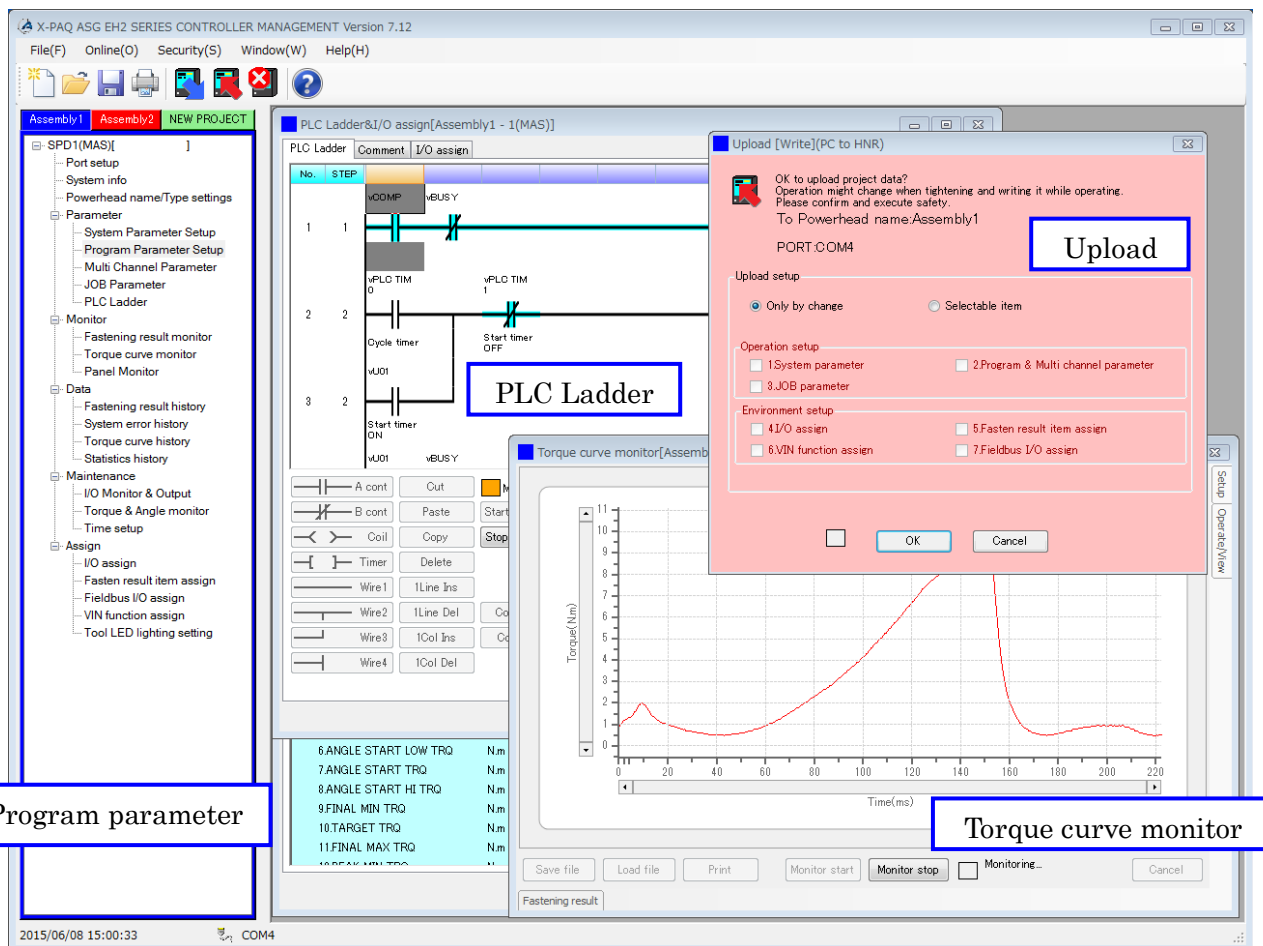 X-PAQ ASG EH2 SERIES CONTROLLER MANAGEMENT Version 7.12
File(F) Online(O) Security(S) Window(W) Help(H)
Assembly1 Assembly2 NEW PROJECT
SPD1(MAS)[ ]
Port setup
System info
Powerhead name/Type settings
Parameter
System Parameter Setup
Program Parameter Setup
Multi Channel Parameter
JOB Parameter
PLC Ladder
Monitor
Fastening result monitor
Torque curve monitor
Panel Monitor
Data
Fastening result history
System error history
Torque curve history
Statistics history
Maintenance
I/O Monitor & Output
Torque & Angle monitor
Time setup
Assign
I/O assign
Fasten result item assign
Fieldbus I/O assign
VIN function assign
Tool LED lighting setting
Program parameter
PLC Ladder&I/O assign[Assembly1 - 1(MAS)]
PLC Ladder Comment I/O assign
No. STEP
vCOMP vBUSY
1 1
vPLC TIM vPLC TIM
0 1
2 2
Cycle timer Start timer
OFF
vU01
3 2
Start timer
ON
vU01 vBUSY
PLC Ladder
A cont Cut
B cont Paste Start
Coil Copy Stop
Timer Delete
Wire1 1Line Ins
Wire2 1Line Del Co
Wire3 1Col Ins Co
Wire4 1Col Del
6.ANGLE START LOW TRQ N.m
7.ANGLE START TRQ N.m
8.ANGLE START HI TRQ N.m
9.FINAL MIN TRQ N.m
10.TARGET TRQ N.m
11.FINAL MAX TRQ N.m
Upload [Write](PC to HNR)
OK to upload project data?
Operation might change when tightening and writing it while operating.
Please confirm and execute safety.
To Powerhead name:Assembly1
PORT:COM4
Upload
Upload setup
Only by change Selectable item
Operation setup
1.System parameter 2.Program & Multi channel parameter
3.JOB parameter
Environment setup
4.I/O assign 5.Fasten result item assign
6.VIN function assign 7.Fieldbus I/O assign
OK Cancel
Torque curve monitor[Assemb
Setup
Operate/View
11
10
9
8
7
6
5
4
3
2
1
0
Torque(N.m)
0 20 40 60 80 100 120 140 160 180 200 220
Time(ms)
Torque curve monitor
Save file Load file Print Monitor start Monitor stop Monitoring... Cancel
Fastening result
2015/06/08 15:00:33 COM4